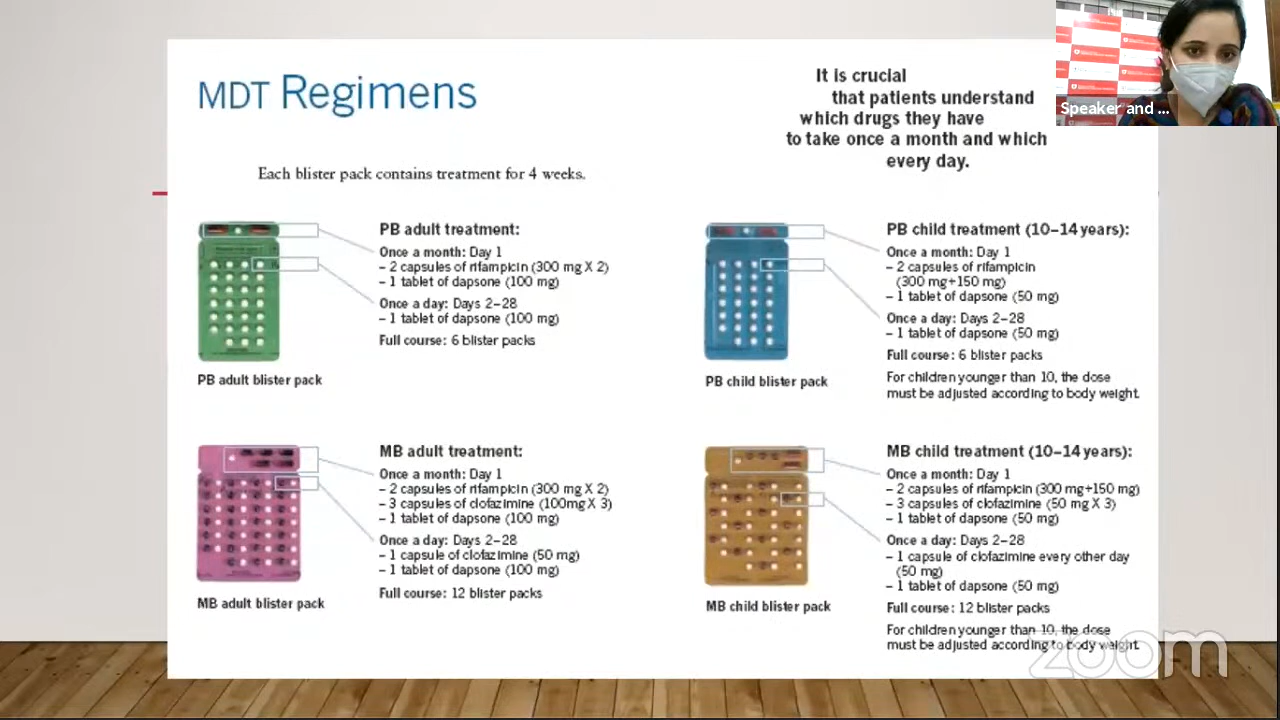 MDT Regimens
It is crucial
that patients understand
which drugs they have
to take once a month and which
every day.
Speaker and ...
Each blister pack contains treatment for 4 weeks.
PB adult treatment:
Once a month: Day 1
– 2 capsules of rifampicin (300 mg X 2)
– 1 tablet of dapsone (100 mg)
Once a day: Days 2–28
– 1 tablet of dapsone (100 mg)
Full course: 6 blister packs
PB adult blister pack
PB child treatment (10–14 years):
Once a month: Day 1
– 2 capsules of rifampicin
(300 mg+150 mg)
– 1 tablet of dapsone (50 mg)
Once a day: Days 2–28
– 1 tablet of dapsone (50 mg)
Full course: 6 blister packs
For children younger than 10, the dose
must be adjusted according to body weight.
PB child blister pack
MB adult treatment:
Once a month: Day 1
– 2 capsules of rifampicin (300 mg X 2)
– 3 capsules of clofazimine (100mg X 3)
– 1 tablet of dapsone (100 mg)
Once a day: Days 2–28
– 1 capsule of clofazimine (50 mg)
– 1 tablet of dapsone (100 mg)
Full course: 12 blister packs
MB adult blister pack
MB child treatment (10–14 years):
Once a month: Day 1
– 2 capsules of rifampicin (300 mg+150 mg)
– 3 capsules of clofazimine (50 mg X 3)
– 1 tablet of dapsone (50 mg)
Once a day: Days 2–28
– 1 capsule of clofazimine every other day
(50 mg)
– 1 tablet of dapsone (50 mg)
Full course: 12 blister packs
For children younger than 10, the dose
must be adjusted according to body weight.
MB child blister pack
zoom